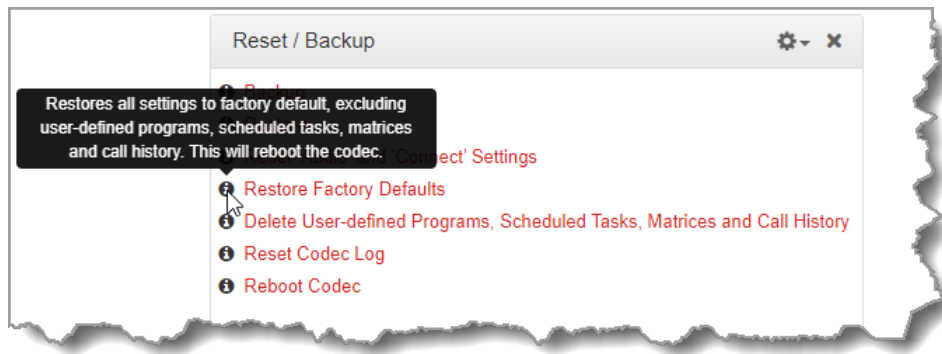 Reset / Backup
Restores all settings to factory default, excluding
user-defined programs, scheduled tasks, matrices
and call history. This will reboot the codec.
Connect' Settings
Restore Factory Defaults
Delete User-defined Programs, Scheduled Tasks, Matrices and Call History
Reset Codec Log
Reboot Codec